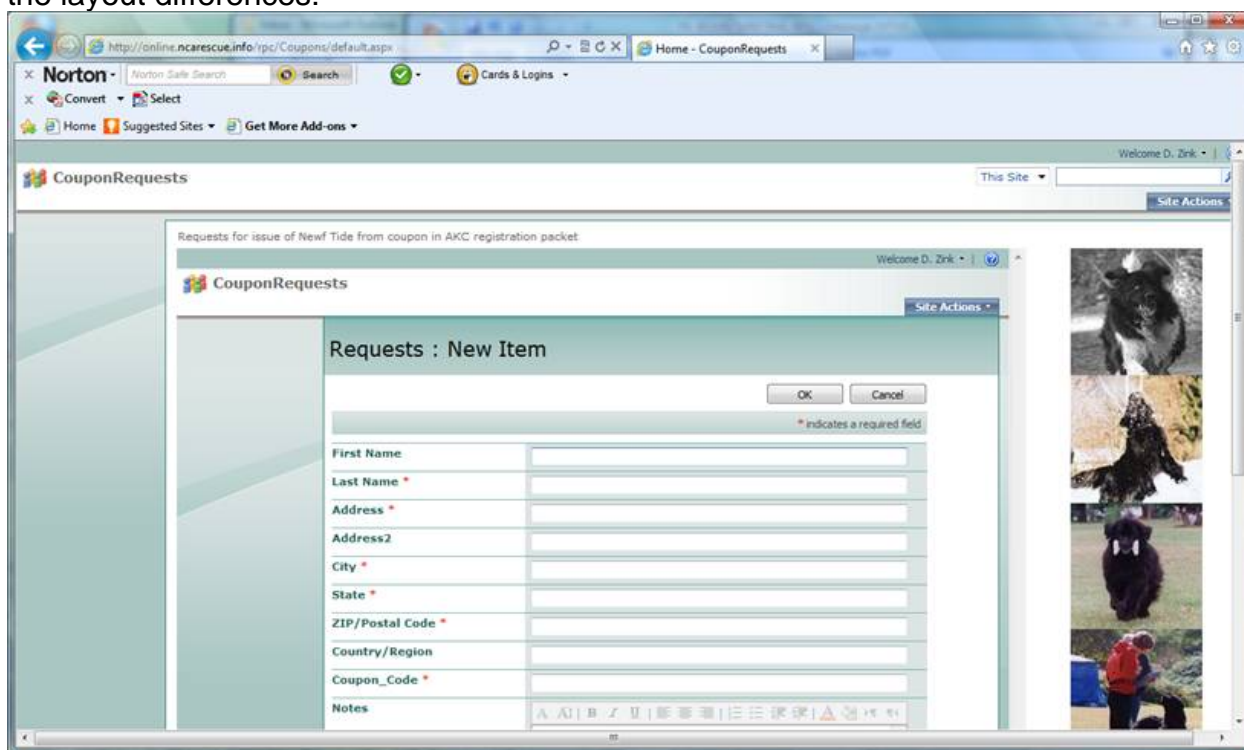 the layout differences.
http://online.ncarescue.info/rpc/Coupons/default.aspx
Home - CouponRequests
Norton
Norton Safe Search
Search
Cards & Logins
Convert
Select
Home
Suggested Sites
Get More Add-ons
Welcome D. Zink
CouponRequests
This Site
Site Actions
Requests for issue of Newf Tide from coupon in AKC registration packet
Welcome D. Zink
CouponRequests
Site Actions
Requests : New Item
OK
Cancel
* indicates a required field
First Name
Last Name *
Address *
Address2
City *
State *
ZIP/Postal Code *
Country/Region
Coupon_Code *
Notes
A A| B I U